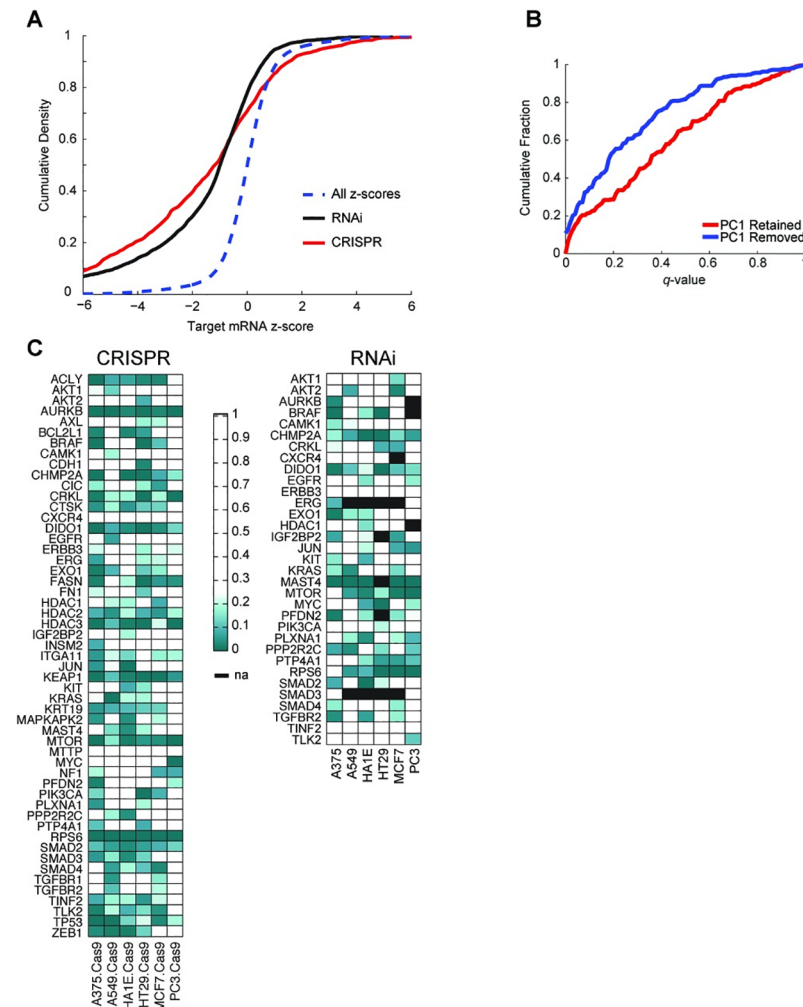 A
B
1
0.8
0.6
0.4
0.2
0
Cumulative Density
−6
−4
−2
0
2
4
6
Target mRNA z-score
All z-scores
RNAi
CRISPR
1
0.8
0.6
0.4
0.2
0
Cumulative Fraction
0
0.2
0.4
0.6
0.8
PC1 Retained
PC1 Removed
q-value
C
CRISPR
ACLY
AKT1
AKT2
AURKB
AXL
BCL2L1
BRAF
CAMK1
CDH1
CHMP2A
CIC
CRKL
CTSK
CXCR4
DIDO1
EGFR
ERBB3
ERG
EXO1
FASN
FN1
HDAC1
HDAC2
HDAC3
IGF2BP2
INSM2
ITGA11
JUN
KEAP1
KIT
KRAS
KRT19
MAPKAPK2
MAST4
MTOR
MTTP
MYC
NF1
PFDN2
PIK3CA
PLXNA1
PPP2R2C
PTP4A1
RPS6
SMAD2
SMAD3
SMAD4
TGFBR1
TGFBR2
TINF2
TLK2
TP53
ZEB1
A375.Cas9
A549.Cas9
HA1E.Cas9
HT29.Cas9
MCF7.Cas9
PC3.Cas9
1
0.9
0.8
0.7
0.6
0.5
0.4
0.3
0.2
0.1
0
na
RNAi
AKT1
AKT2
AURKB
BRAF
CAMK1
CHMP2A
CRKL
CXCR4
DIDO1
EGFR
ERBB3
ERG
EXO1
HDAC1
IGF2BP2
JUN
KIT
KRAS
MAST4
MTOR
MYC
PFDN2
PIK3CA
PLXNA1
PPP2R2C
PTP4A1
RPS6
SMAD2
SMAD3
SMAD4
TGFBR2
TINF2
TLK2
A375
A549
HA1E
HT29
MCF7
PC3